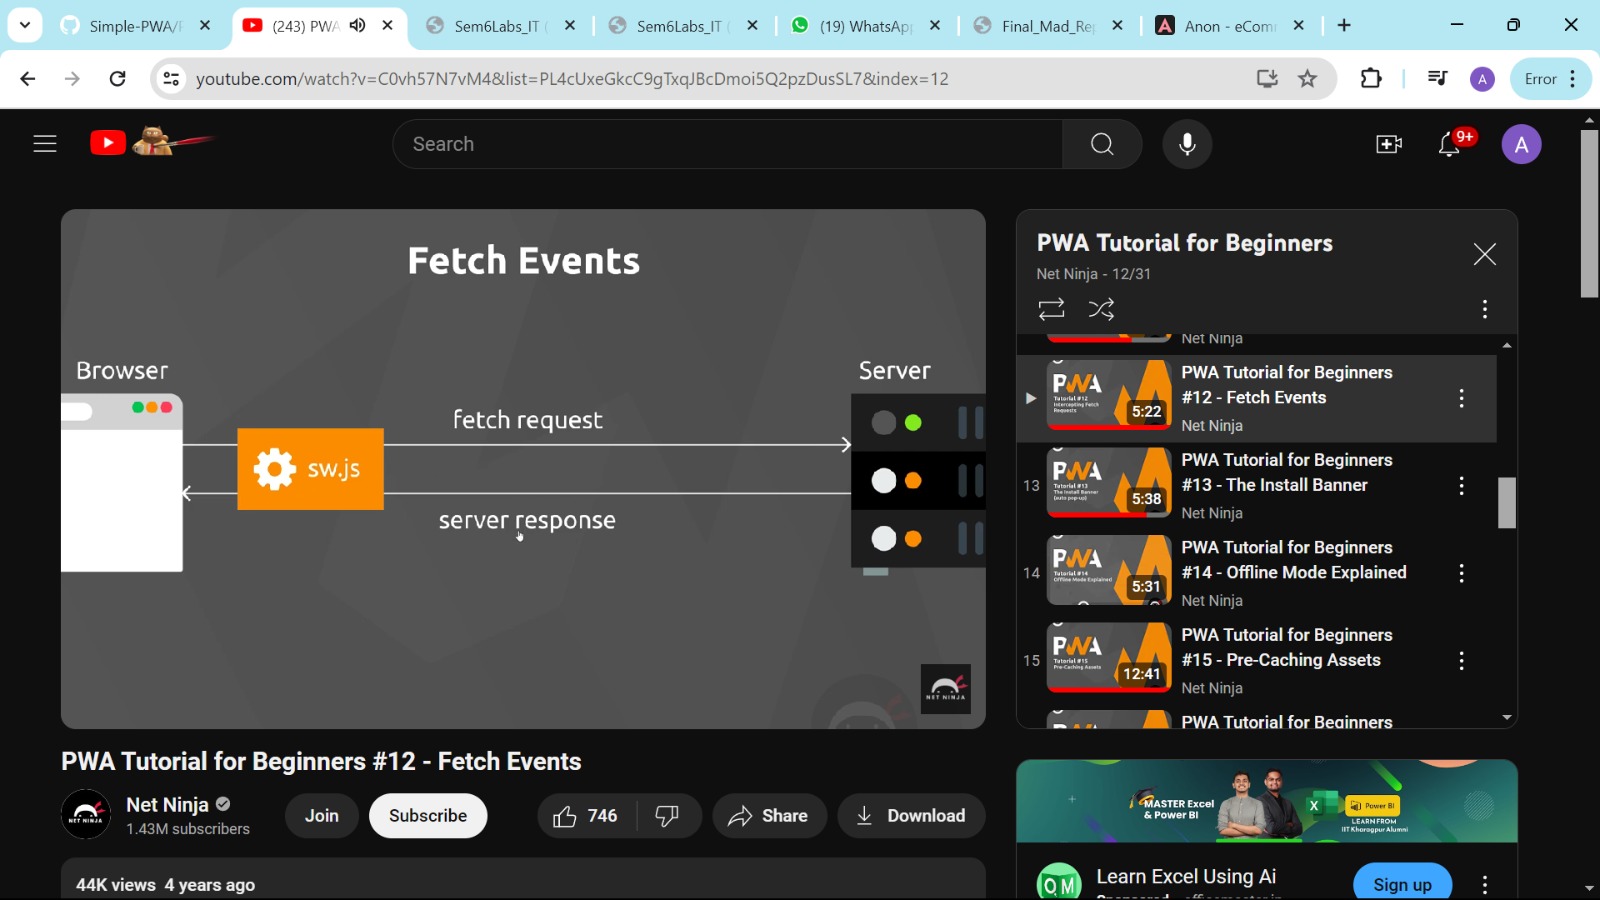 Simple-PWA/F
(243) PWA
Sem6Labs_IT (
Sem6Labs_IT (
(19) WhatsAp
Final_Mad_Re
Anon - eCom
youtube.com/watch?v=C0vh57N7vM4&list=PL4cUxeGkcC9gTxqJBcDmoi5Q2pzDusSL7&index=12
A
Error
Search
9+
A
Fetch Events
Browser
Server
fetch request
sw.js
server response
NET NINJA
PWA Tutorial for Beginners
Net Ninja - 12/31
Net Ninja
PWA
Tutorial #12
Intercepting Fetch
Requests
5:22
PWA Tutorial for Beginners
#12 - Fetch Events
Net Ninja
13
PWA
Tutorial #13
The Install Banner
(auto pop-up)
5:38
PWA Tutorial for Beginners
#13 - The Install Banner
Net Ninja
14
PWA
Tutorial #14
Offline Mode Explained
5:31
PWA Tutorial for Beginners
#14 - Offline Mode Explained
Net Ninja
15
PWA
Tutorial #15
Pre-Caching Assets
12:41
PWA Tutorial for Beginners
#15 - Pre-Caching Assets
Net Ninja
PWA
PWA Tutorial for Beginners
PWA Tutorial for Beginners #12 - Fetch Events
NET NINJA
Net Ninja
1.43M subscribers
Join
Subscribe
746
Share
Download
44K views 4 years ago
MASTER Excel
& Power BI
X
Power BI
LEARN FROM
IIT Kharagpur Alumni
OM
Learn Excel Using Ai
Sign up